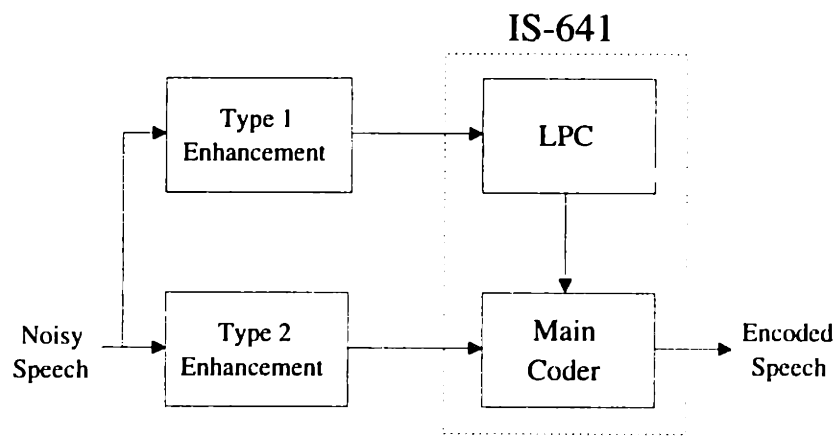 IS-641
Type 1
Enhancement
LPC
Noisy
Speech
Type 2
Enhancement
Main
Coder
Encoded
Speech